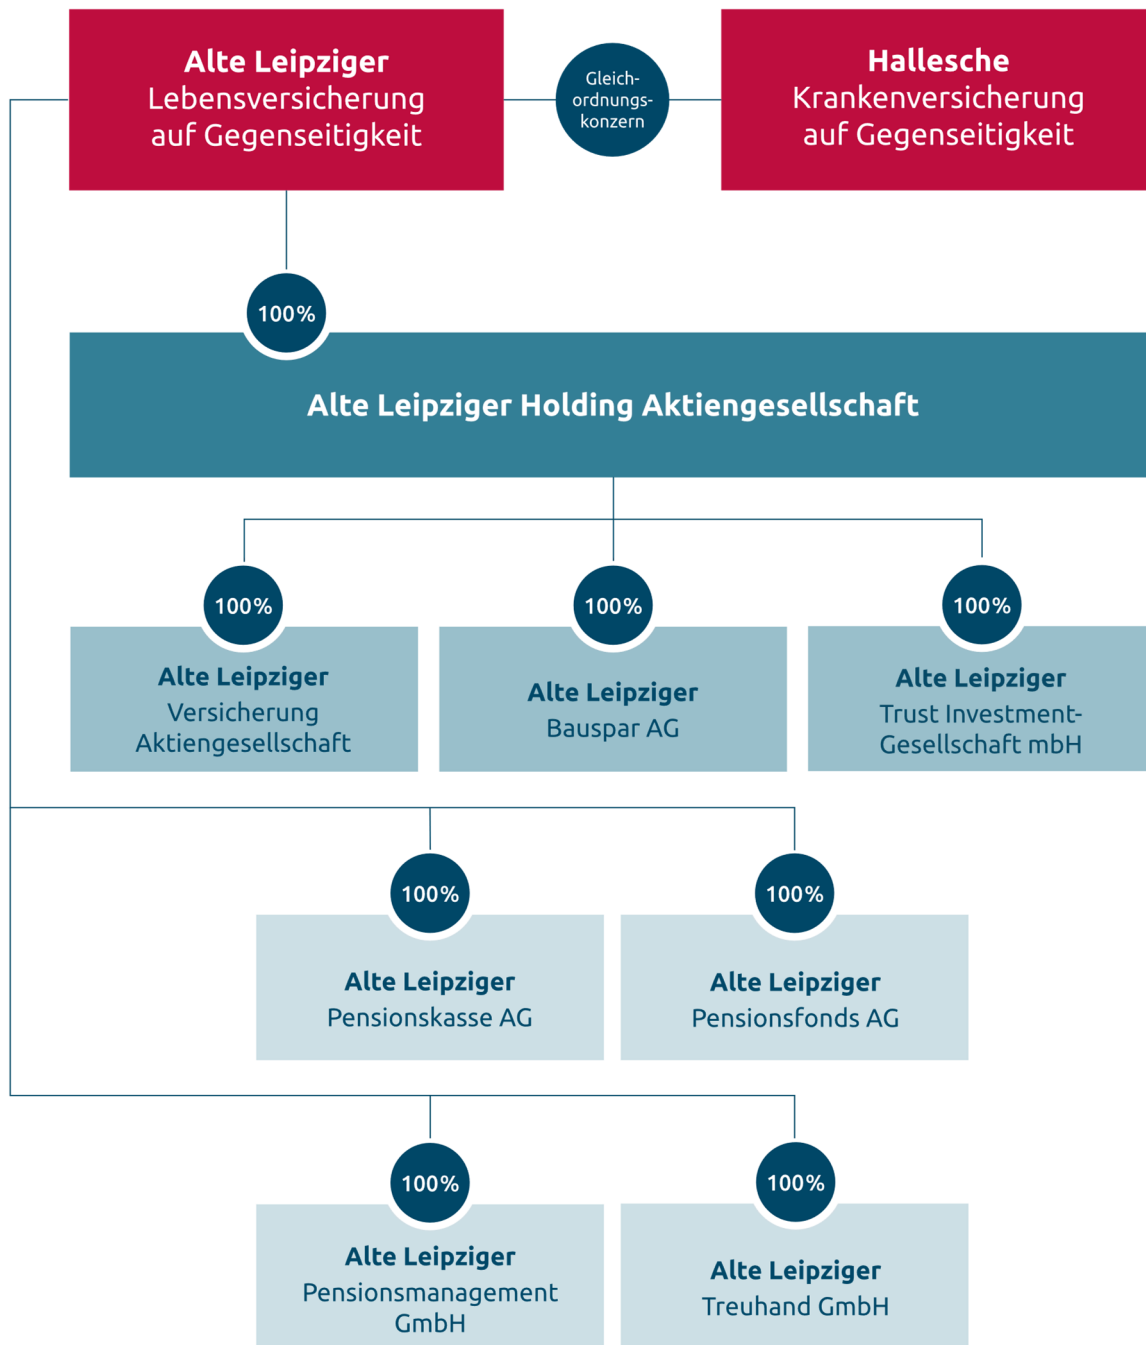 Alte Leipziger
Lebensversicherung
auf Gegenseitigkeit
Gleich-
ordnungs-
konzern
Hallesche
Krankenversicherung
auf Gegenseitigkeit
100%
Alte Leipziger Holding Aktiengesellschaft
100%
100%
100%
Alte Leipziger
Versicherung
Aktiengesellschaft
Alte Leipziger
Bauspar AG
Alte Leipziger
Trust Investment-
Gesellschaft mbH
100%
100%
Alte Leipziger
Pensionskasse AG
Alte Leipziger
Pensionsfonds AG
100%
100%
Alte Leipziger
Pensionsmanagement
GmbH
Alte Leipziger
Treuhand GmbH